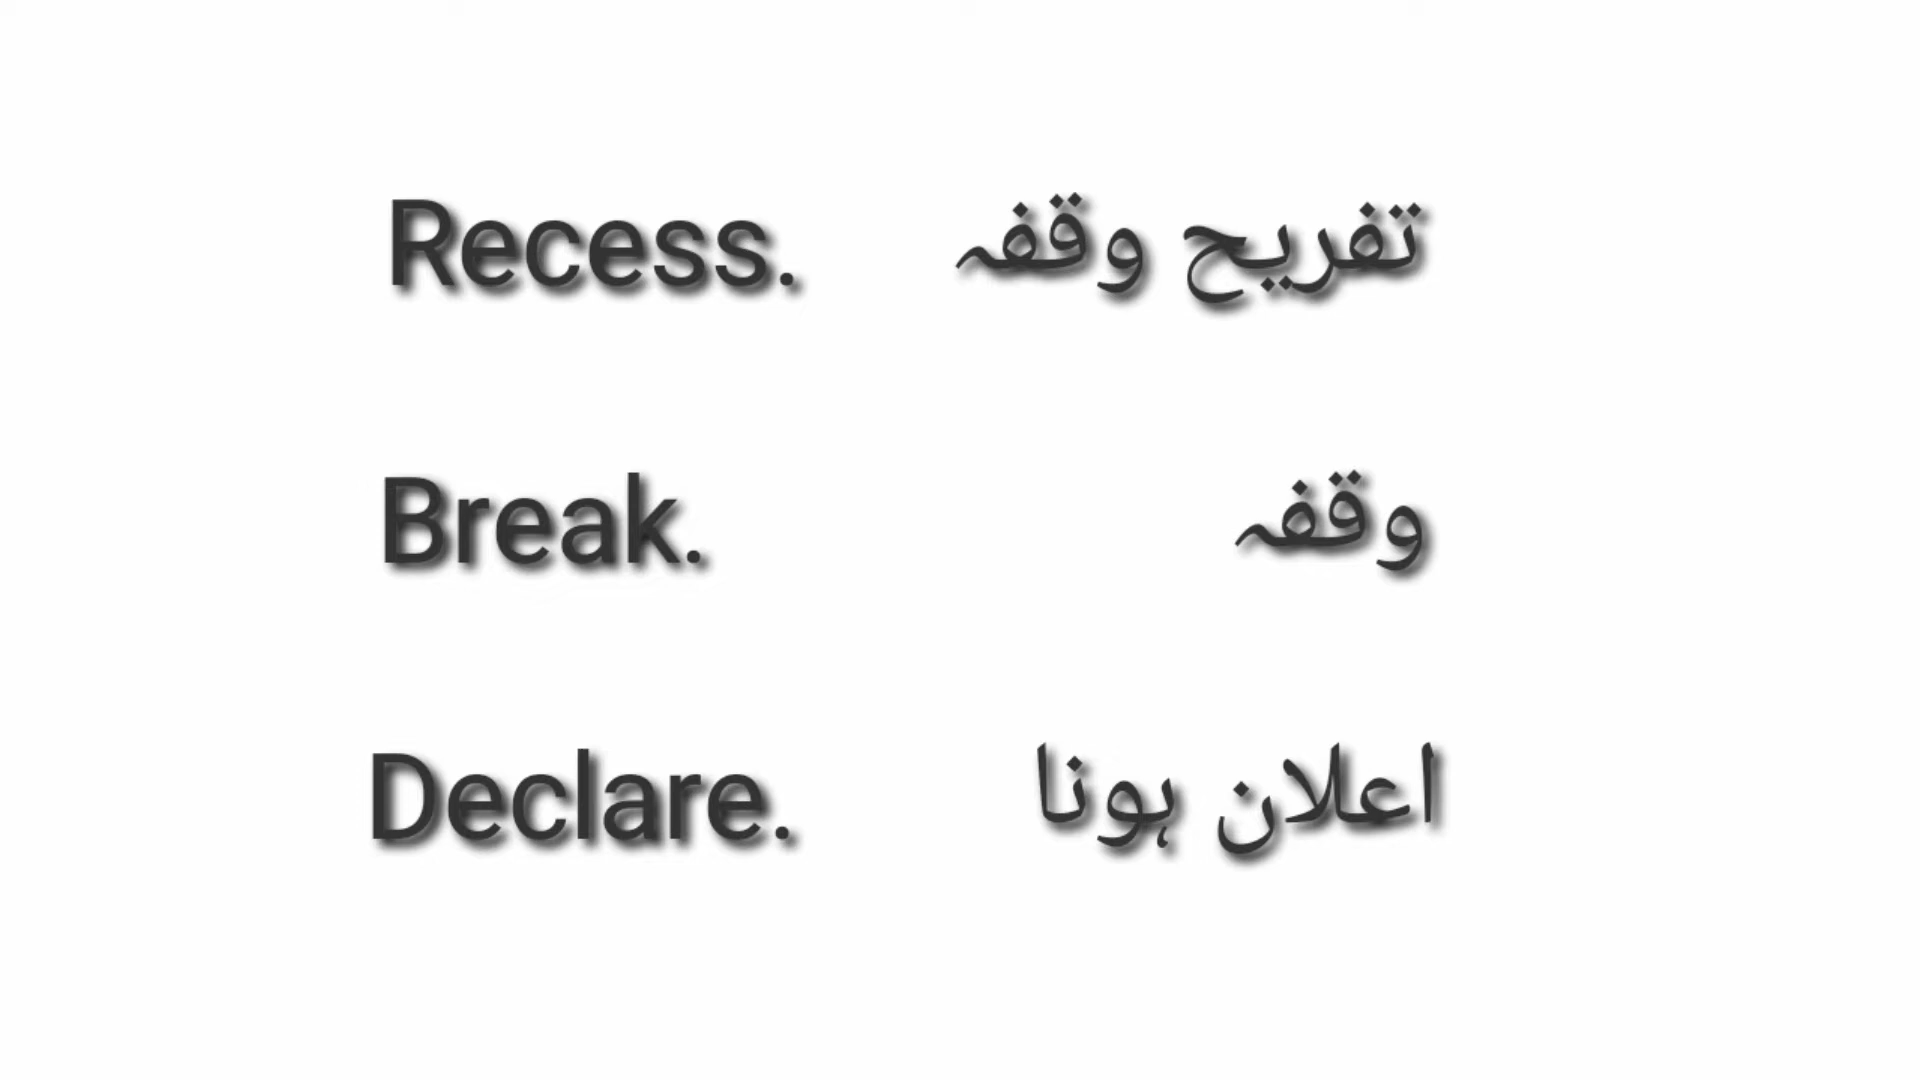 Recess. تفریح وقفہ
Break. وقفہ
Declare. اعلان ہونا